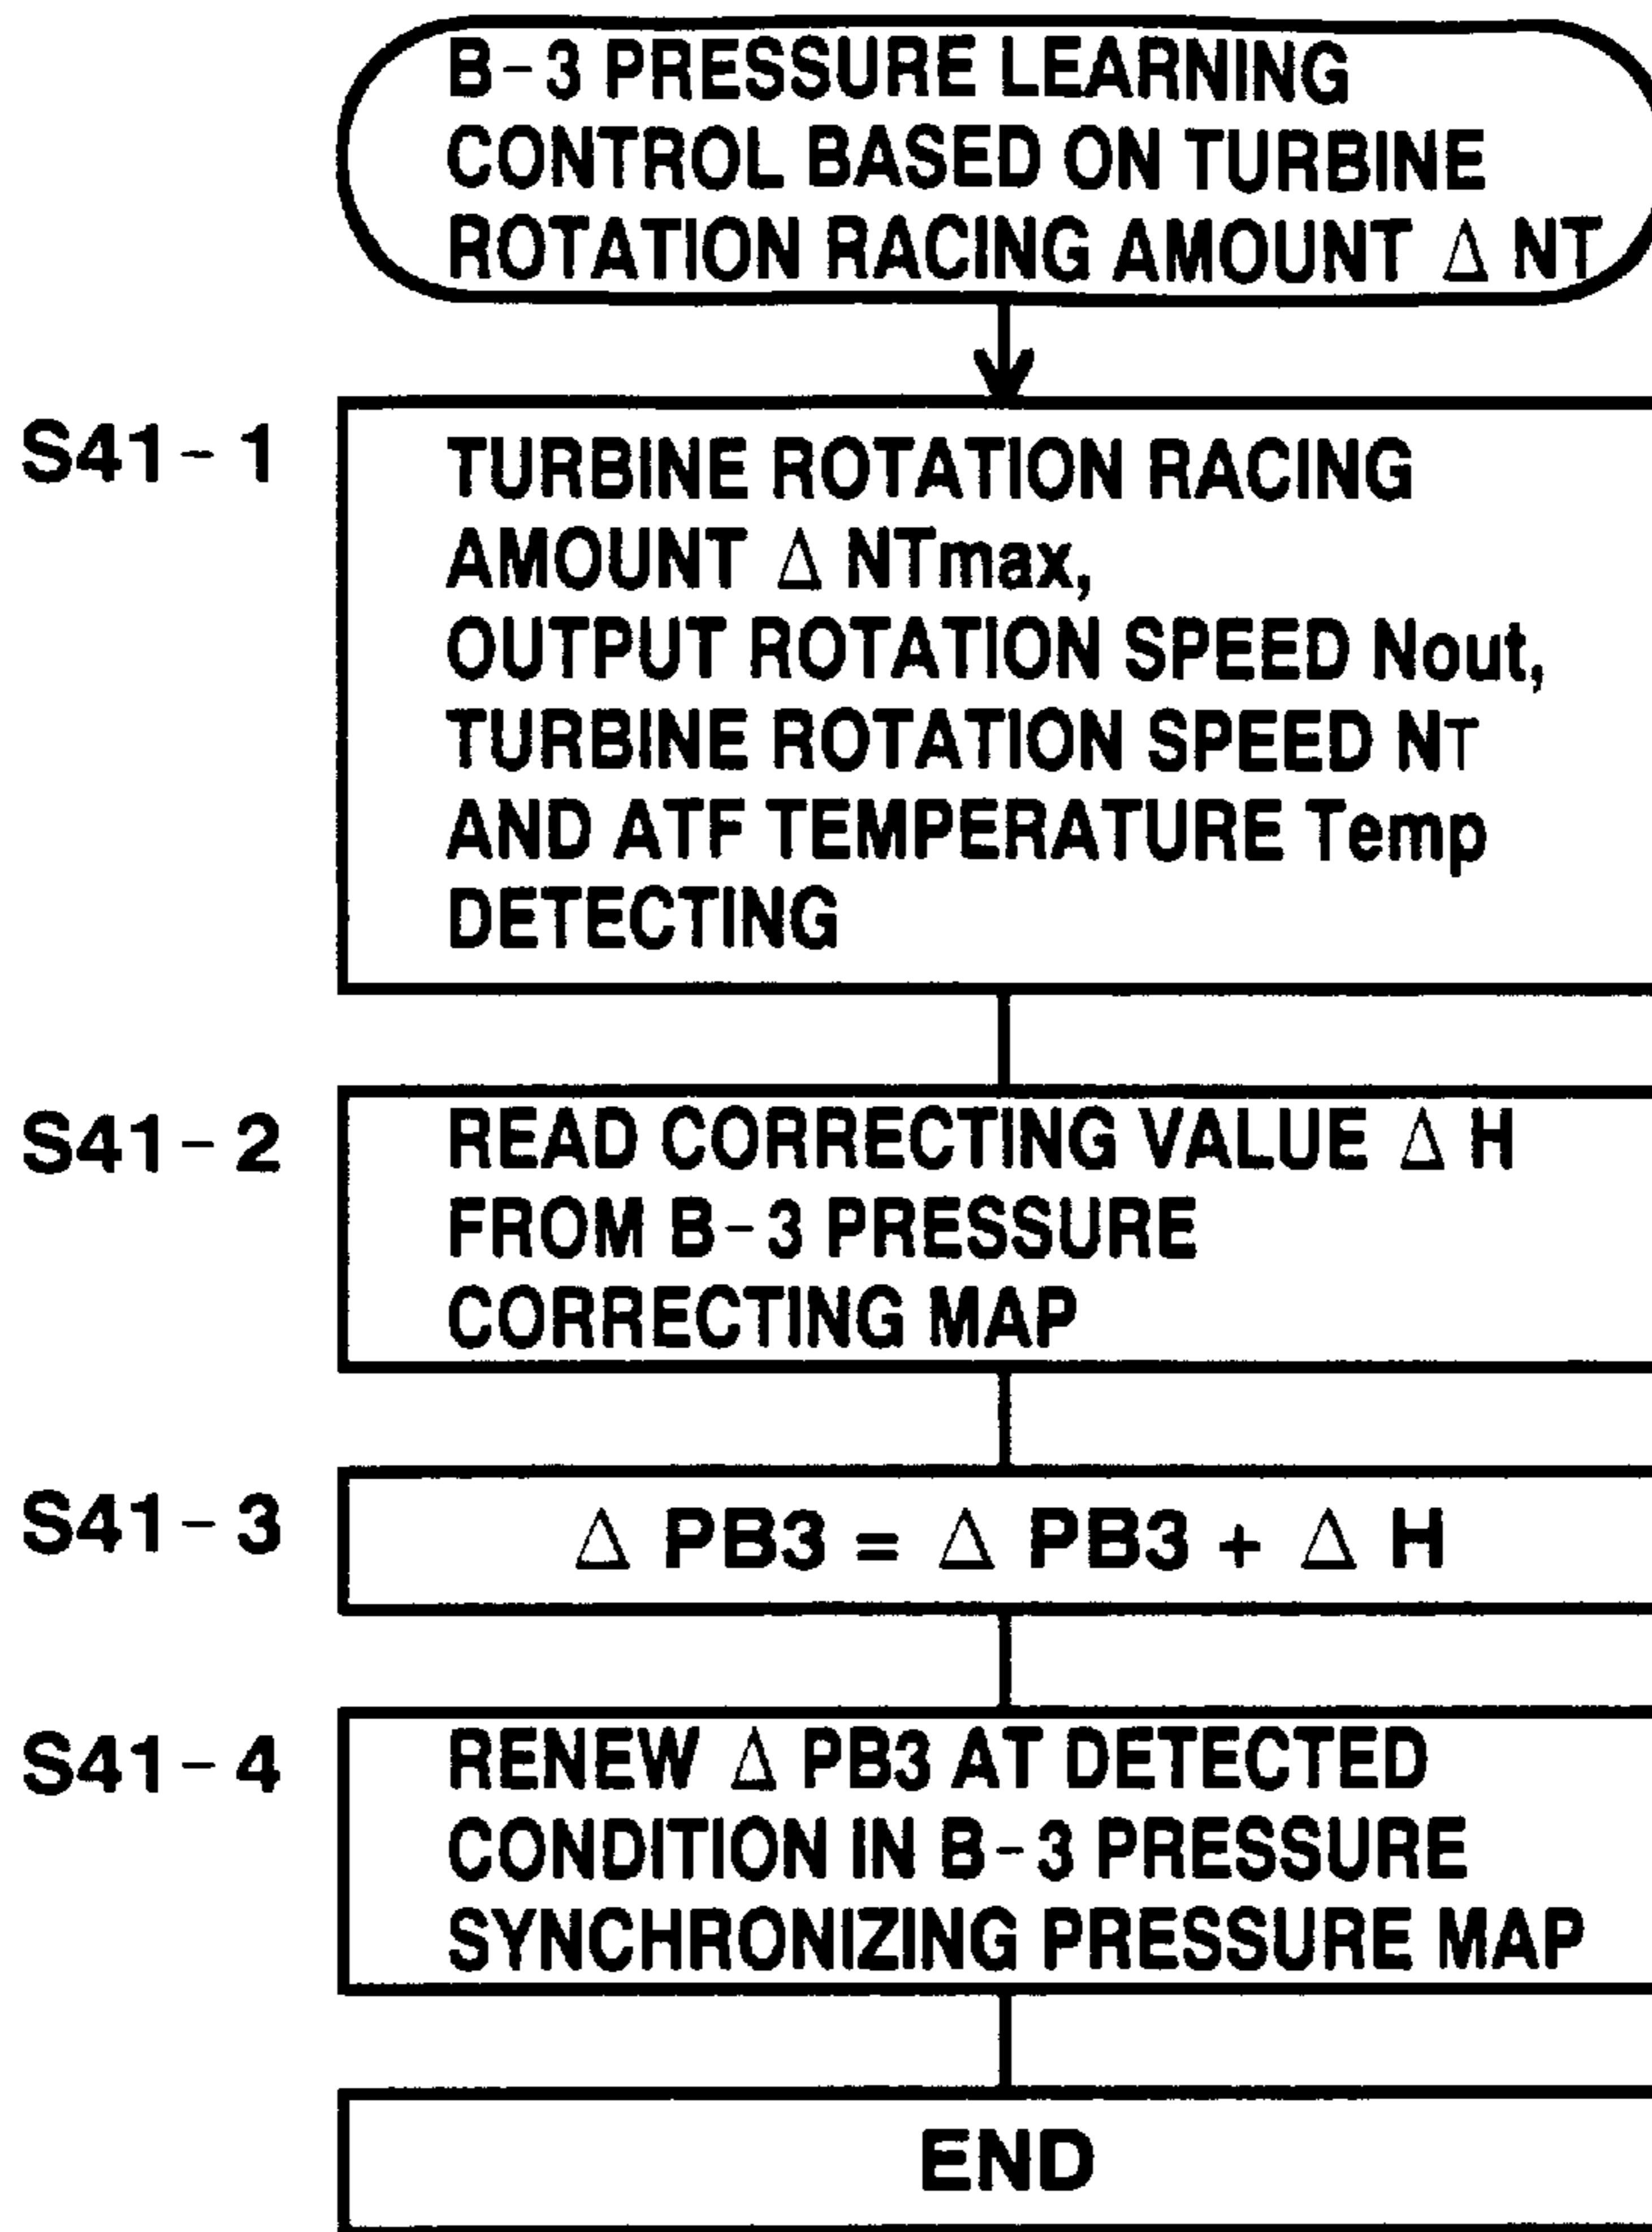 B-3 PRESSURE LEARNING
CONTROL BASED ON TURBINE
ROTATION RACING AMOUNT Δ NT
S41-1
TURBINE ROTATION RACING
AMOUNT Δ NTmax,
OUTPUT ROTATION SPEED Nout,
TURBINE ROTATION SPEED NT
AND ATF TEMPERATURE Temp
DETECTING
S41-2
READ CORRECTING VALUE Δ H
FROM B-3 PRESSURE
CORRECTING MAP
S41-3
Δ PB3 = Δ PB3 + Δ H
S41-4
RENEW Δ PB3 AT DETECTED
CONDITION IN B-3 PRESSURE
SYNCHRONIZING PRESSURE MAP
END